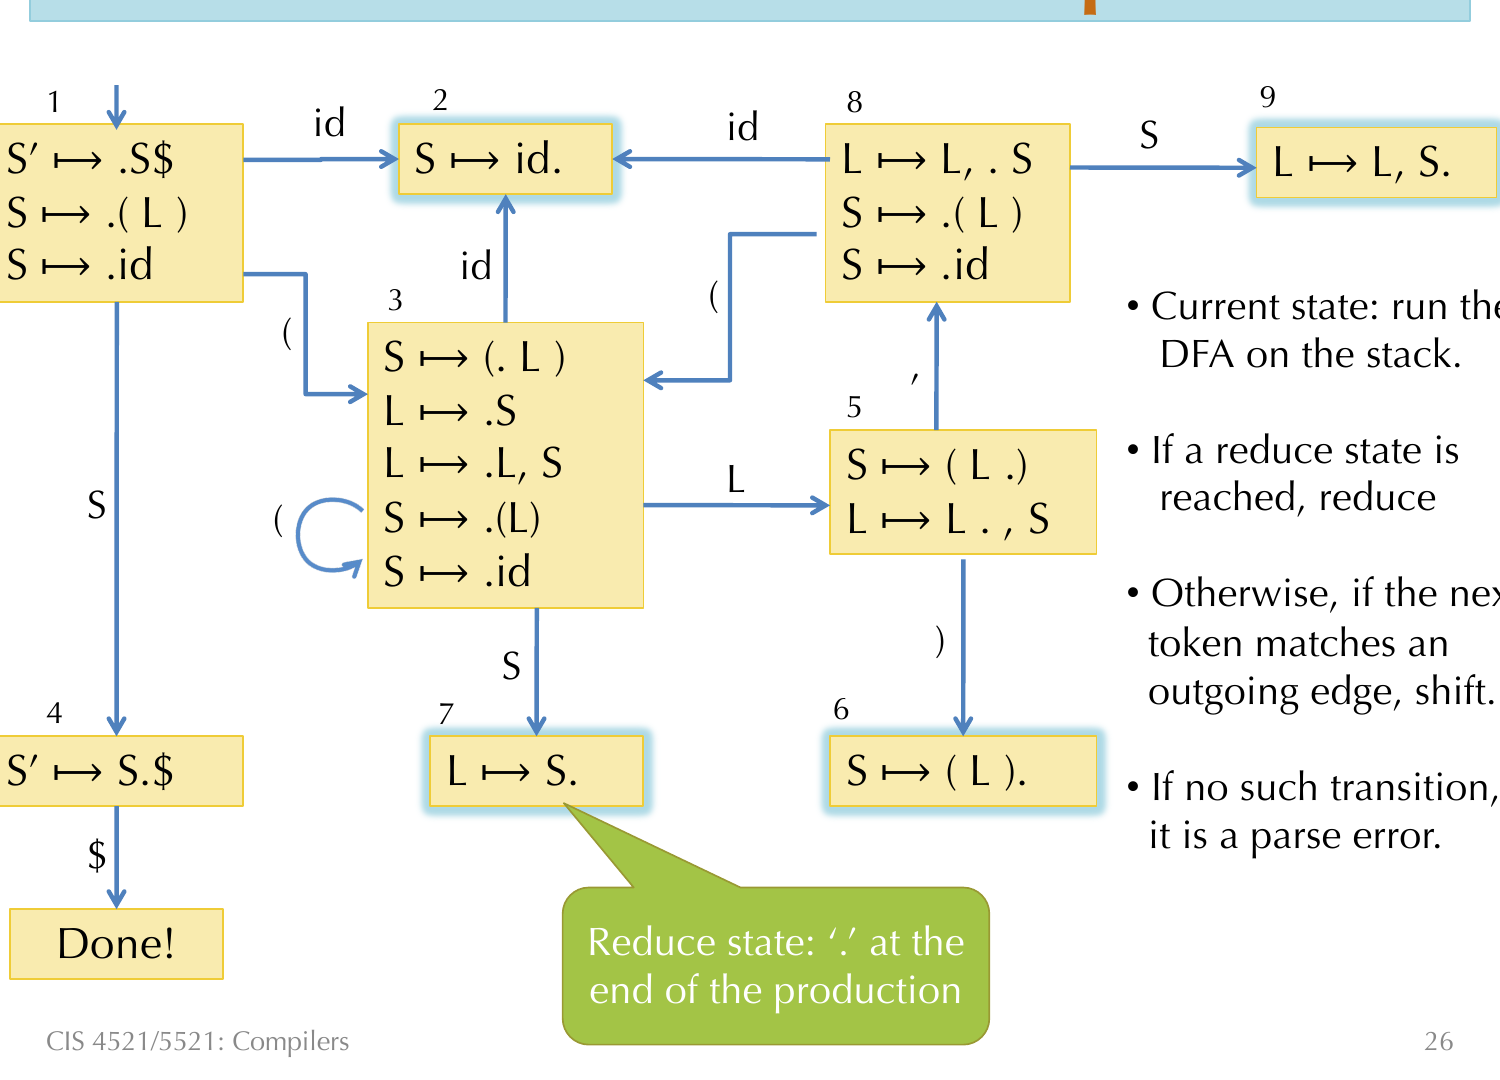 1
S′ ↦ .S$
S ↦ .( L )
S ↦ .id
id
2
S ↦ id.
id
8
L ↦ L, . S
S ↦ .( L )
S ↦ .id
S
9
L ↦ L, S.
(
id
3
S ↦ (. L )
L ↦ .S
L ↦ .L, S
S ↦ .(L)
S ↦ .id
(
(
S
L
,
5
S ↦ ( L .)
L ↦ L . , S
)
S
4
S′ ↦ S.$
7
L ↦ S.
6
S ↦ ( L ).
$
Done!
• Current state: run the
DFA on the stack.
• If a reduce state is
reached, reduce
• Otherwise, if the
token matches an
outgoing edge, shift.
• If no such transition,
it is a parse error.
Reduce state: ‘.’ at the
end of the production
CIS 4521/5521: Compilers
26